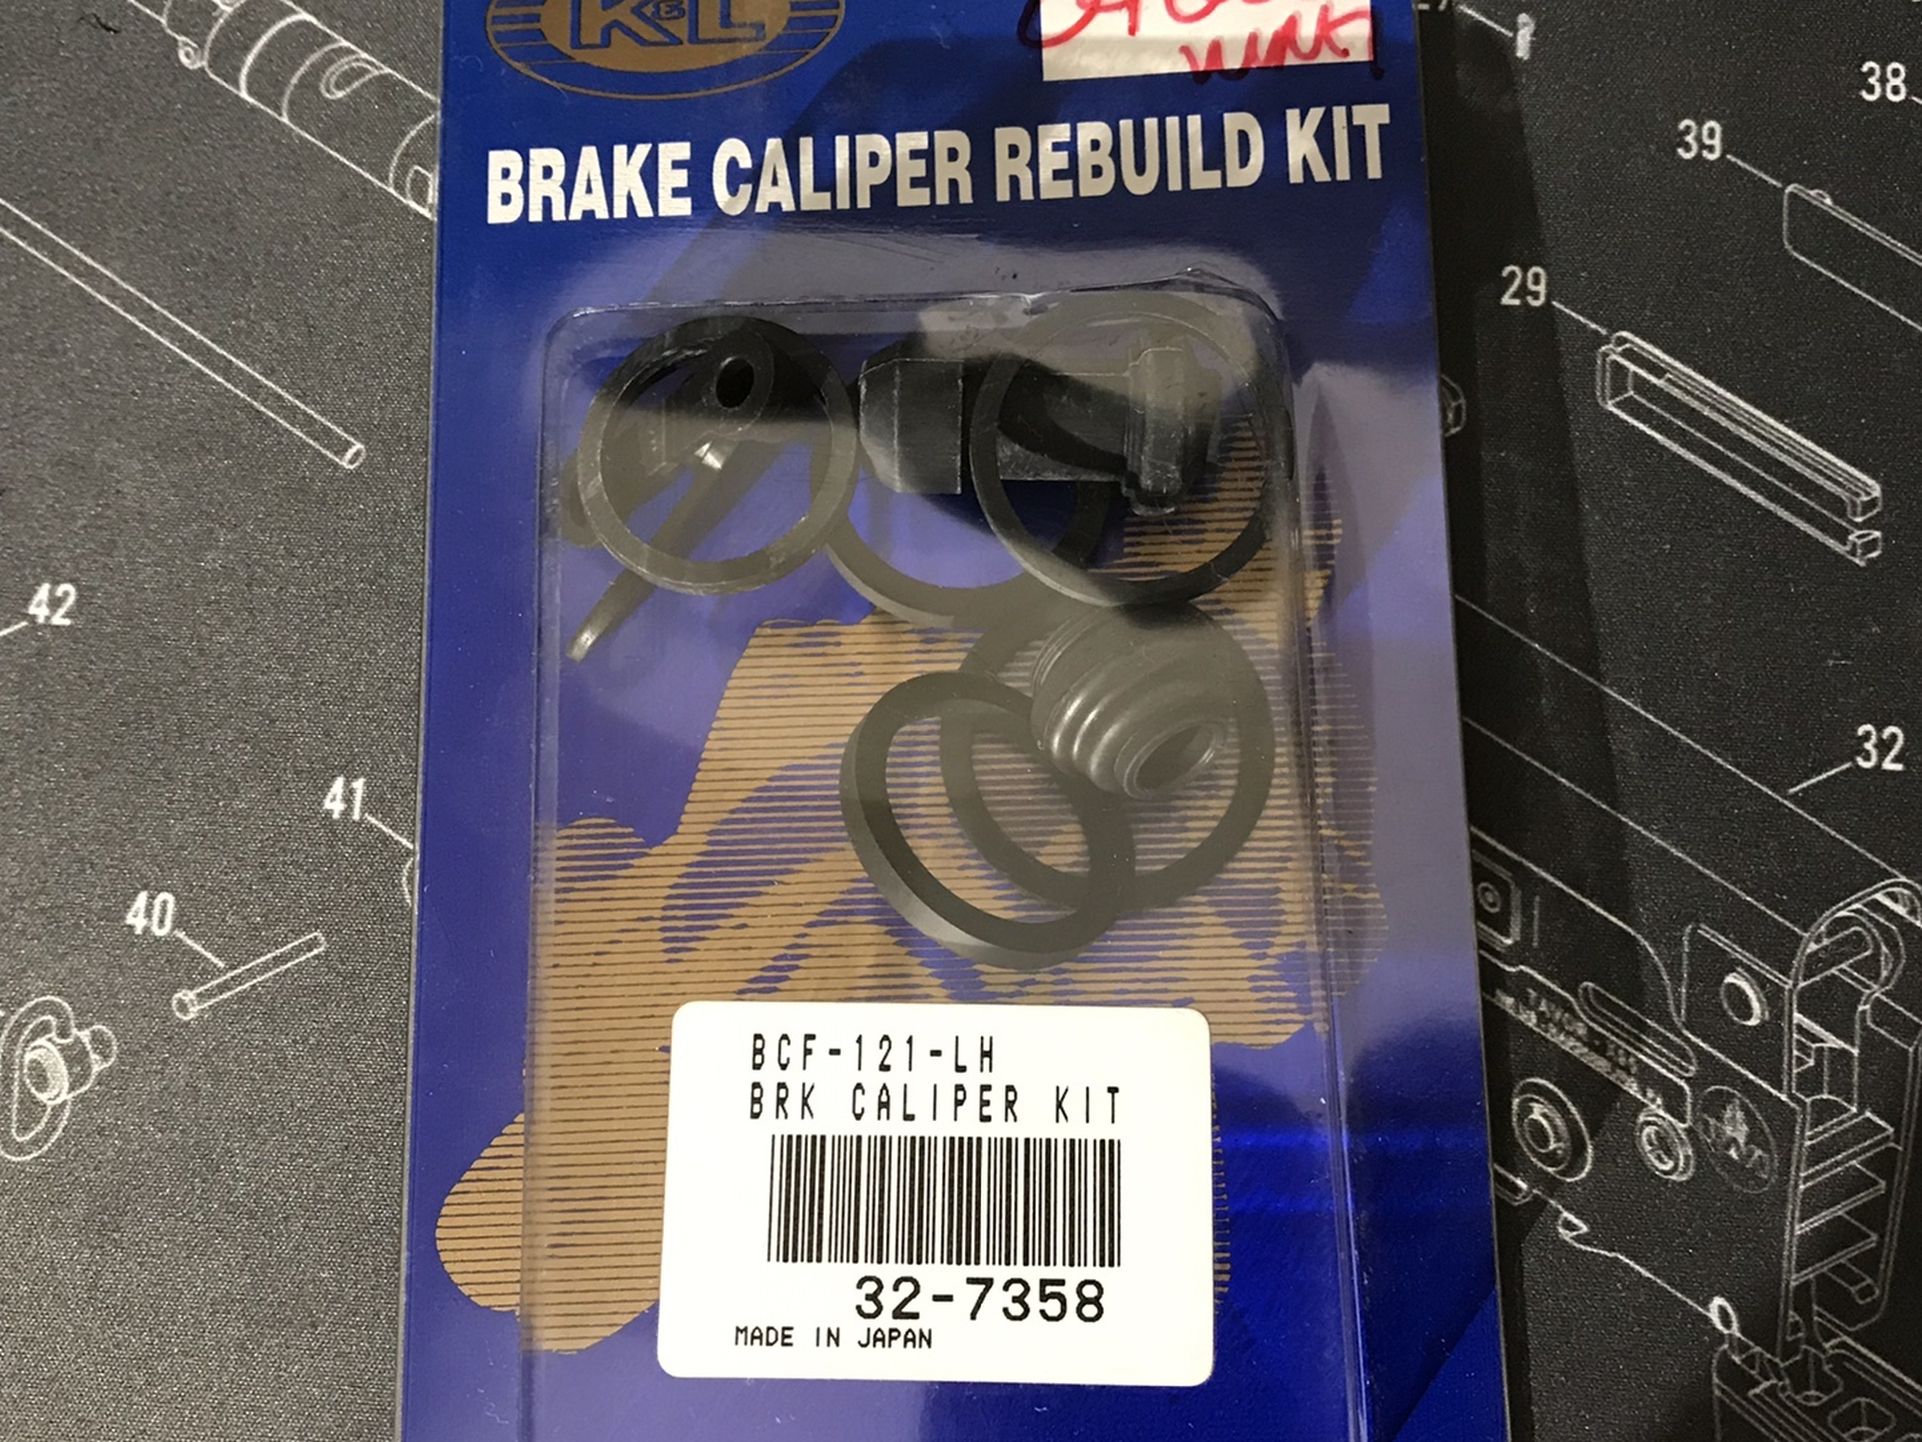 K&L
BRAKE CALIPER REBUILD KIT
38
39
29
42
32
41
40
BCF-121-LH
BRK CALIPER KIT
32-7358
MADE IN JAPAN